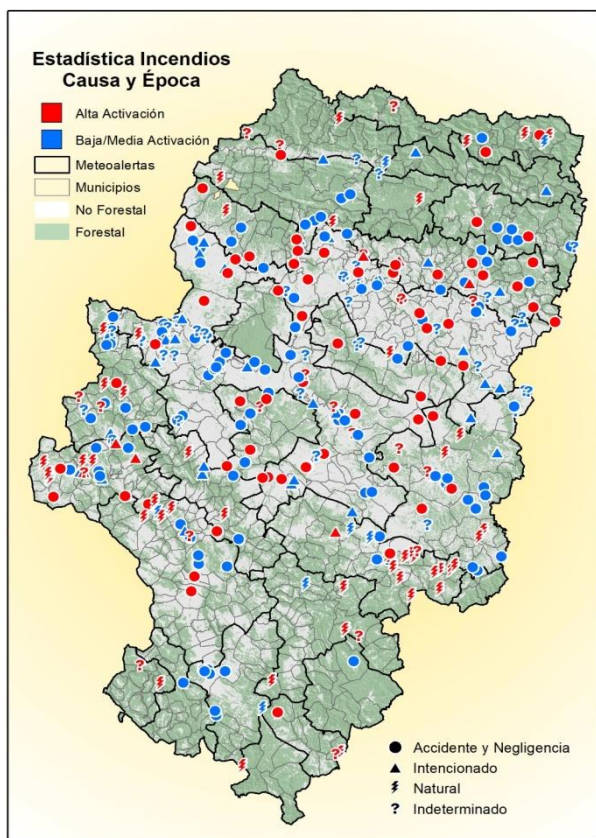 Estadística Incendios
Causa y Época
Alta Activación
Baja/Media Activación
Meteoalertas
Municipios
No Forestal
Forestal
Accidente y Negligencia
Intencionado
Natural
? Indeterminado